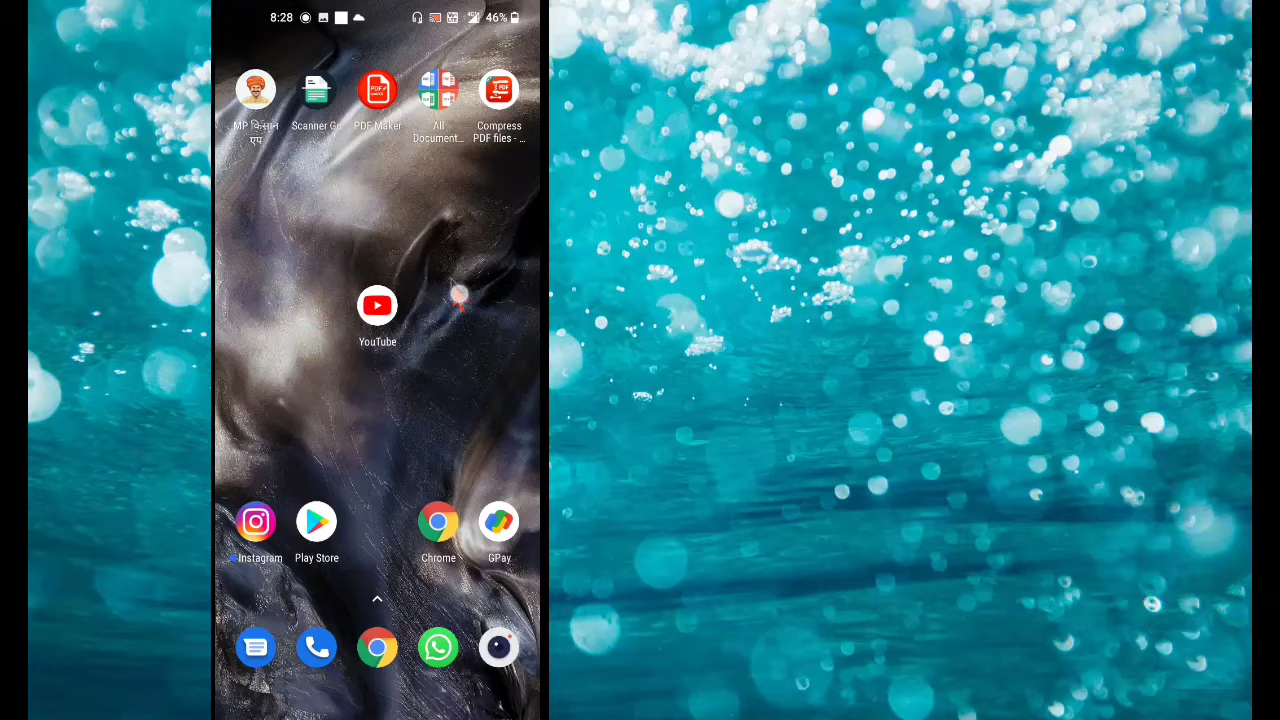 8:28
46%
MP किसान
एप
Scanner Go
PDF Maker
All
Document…
Compress
PDF files - …
YouTube
Instagram
Play Store
Chrome
GPay